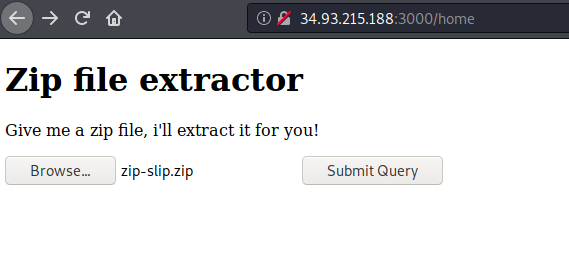 34.93.215.188:3000/home
Zip file extractor
Give me a zip file, i'll extract it for you!
Browse... zip-slip.zip Submit Query